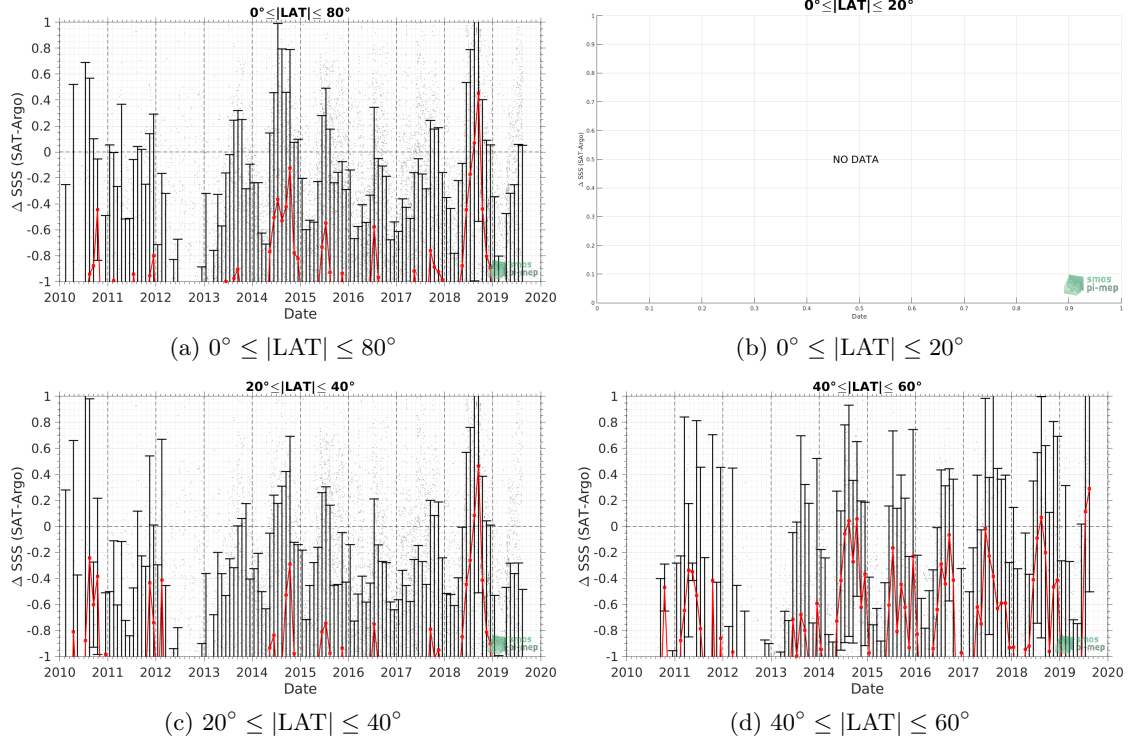 0°≤|LAT|≤ 80°
Δ SSS (SAT-Argo)
1
0.8
0.6
0.4
0.2
0
-0.2
-0.4
-0.6
-0.8
-1
2010 2011 2012 2013 2014 2015 2016 2017 2018 2019 2020
Date
smos
pi-mep
(a) 0° ≤ |LAT| ≤ 80°
0°≤|LAT|≤ 20°
Δ SSS (SAT-Argo)
1
0.9
0.8
0.7
0.6
0.5
0.4
0.3
0.2
0.1
0
NO DATA
0 0.1 0.2 0.3 0.4 0.5 0.6 0.7 0.8 0.9 1
Date
smos
pi-mep
(b) 0° ≤ |LAT| ≤ 20°
20°≤|LAT|≤ 40°
Δ SSS (SAT-Argo)
1
0.8
0.6
0.4
0.2
0
-0.2
-0.4
-0.6
-0.8
-1
2010 2011 2012 2013 2014 2015 2016 2017 2018 2019 2020
Date
smos
pi-mep
(c) 20° ≤ |LAT| ≤ 40°
40°≤|LAT|≤ 60°
Δ SSS (SAT-Argo)
1
0.8
0.6
0.4
0.2
0
-0.2
-0.4
-0.6
-0.8
-1
2010 2011 2012 2013 2014 2015 2016 2017 2018 2019 2020
Date
smos
pi-mep
(d) 40° ≤ |LAT| ≤ 60°